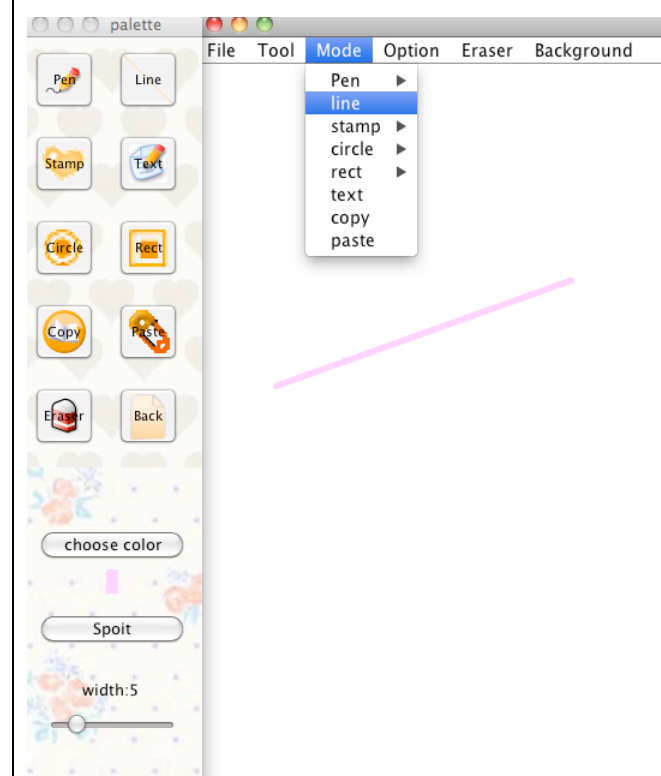 palette
File Tool Mode Option Eraser Background
Pen Line
Stamp Text
Circle Rect
Copy Paste
Eraser Back
choose color
Spoit
width:5
Pen
line
stamp
circle
rect
text
copy
paste